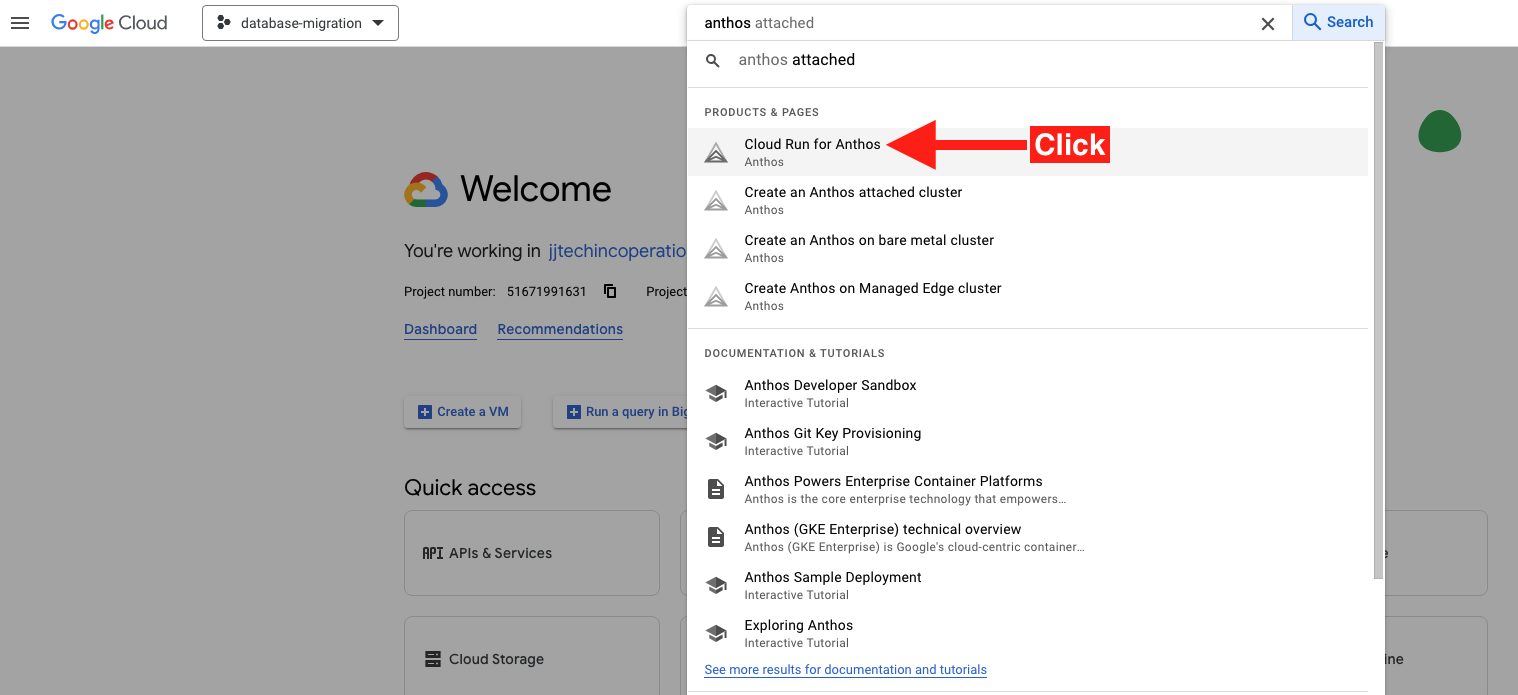 Google Cloud
database-migration
anthos attached
Search
anthos attached
PRODUCTS & PAGES
Cloud Run for Anthos
Anthos
Click
Create an Anthos attached cluster
Anthos
Create an Anthos on bare metal cluster
Anthos
Create Anthos on Managed Edge cluster
Anthos
DOCUMENTATION & TUTORIALS
Anthos Developer Sandbox
Interactive Tutorial
Anthos Git Key Provisioning
Interactive Tutorial
Anthos Powers Enterprise Container Platforms
Anthos is the core enterprise technology that empowers…
Anthos (GKE Enterprise) technical overview
Anthos (GKE Enterprise) is Google's cloud-centric container…
Anthos Sample Deployment
Interactive Tutorial
Exploring Anthos
Interactive Tutorial
See more results for documentation and tutorials
Welcome
You're working in jjtechincoperatio
Project number: 51671991631 Project
Dashboard Recommendations
Create a VM
Run a query in Big
Quick access
API APIs & Services
Cloud Storage